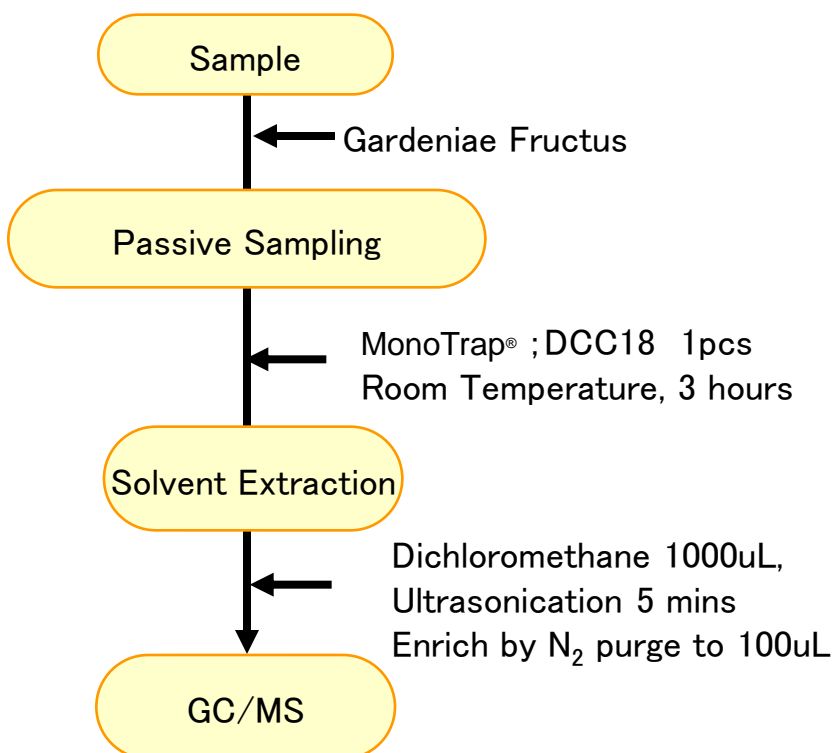 Sample
Gardeniae Fructus
Passive Sampling
MonoTrap® ;DCC18 1pcs
Room Temperature, 3 hours
Solvent Extraction
Dichloromethane 1000uL,
Ultrasonication 5 mins
Enrich by N₂ purge to 100uL
GC/MS